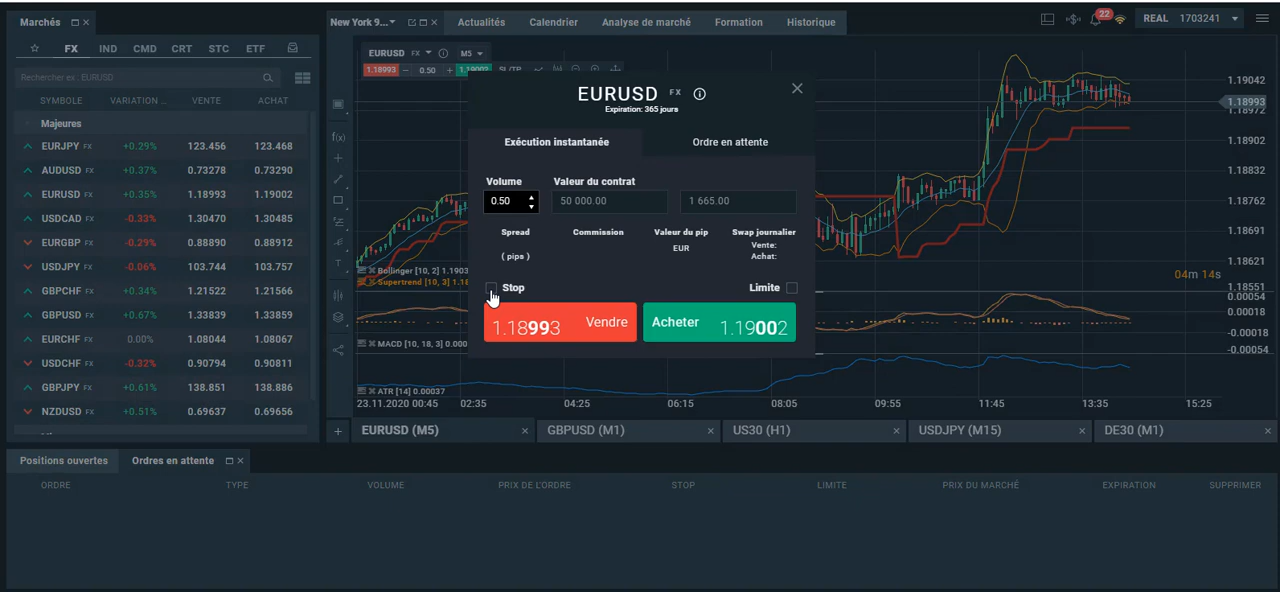 Marchés
New York 9...
Actualités
Calendrier
Analyse de marché
Formation
Historique
22
REAL 1703241
FX IND CMD CRT STC ETF
Rechercher ex : EURUSD
SYMBOLE VARIATION ... VENTE ACHAT
Majeures
EURJPY FX +0.29% 123.456 123.468
AUDUSD FX +0.37% 0.73278 0.73290
EURUSD FX +0.35% 1.18993 1.19002
USDCAD FX -0.33% 1.30470 1.30485
EURGBP FX -0.29% 0.88890 0.88912
USDJPY FX -0.06% 103.744 103.757
GBPCHF FX +0.34% 1.21522 1.21566
GBPUSD FX +0.67% 1.33839 1.33859
EURCHF FX 0.00% 1.08044 1.08067
USDCHF FX -0.32% 0.90794 0.90811
GBPJPY FX +0.61% 138.851 138.886
NZDUSD FX +0.51% 0.69637 0.69656
EURUSD FX M5
1.18993 0.50 1.19002 SL/TP
EURUSD FX
Expiration: 365 jours
Exécution instantanée
Ordre en attente
Volume Valeur du contrat
0.50 50 000.00 1 665.00
Spread Commission Valeur du pip Swap journalier
EUR
Vente:
( pips )
Achat:
Stop
Limite
1.18993 Vendre
Acheter 1.19002
Bollinger [10, 2] 1.1903
Supertrend [10, 3] 1.18
MACD [10, 18, 3] 0.000
ATR [14] 0.00037
1.19042
1.18993
1.18972
1.18902
1.18832
1.18762
1.18691
1.18621
04m 14s
1.18551
0.00054
0.00018
-0.00018
-0.00054
23.11.2020 00:45 02:35 04:25 06:15 08:05 09:55 11:45 13:35 15:25
EURUSD (M5)
GBPUSD (M1)
US30 (H1)
USDJPY (M15)
DE30 (M1)
Positions ouvertes
Ordres en attente
ORDRE TYPE VOLUME PRIX DE L'ORDRE STOP LIMITE PRIX DU MARCHÉ EXPIRATION SUPPRIMER